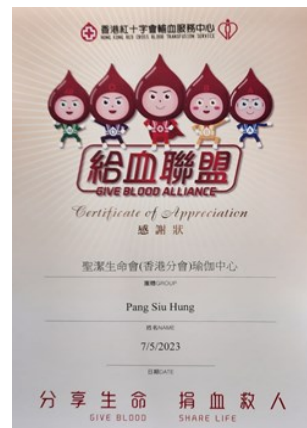 香港紅十字會輸血服務中心
HONG KONG RED CROSS BLOOD TRANSFUSION SERVICE
給血聯盟
GIVE BLOOD ALLIANCE
Certificate of Appreciation
感謝狀
聖潔生命會(香港分會)瑜伽中心
團體GROUP
Pang Siu Hung
姓名NAME
7/5/2023
日期DATE
分享生命 捐血救人
GIVE BLOOD SHARE LIFE